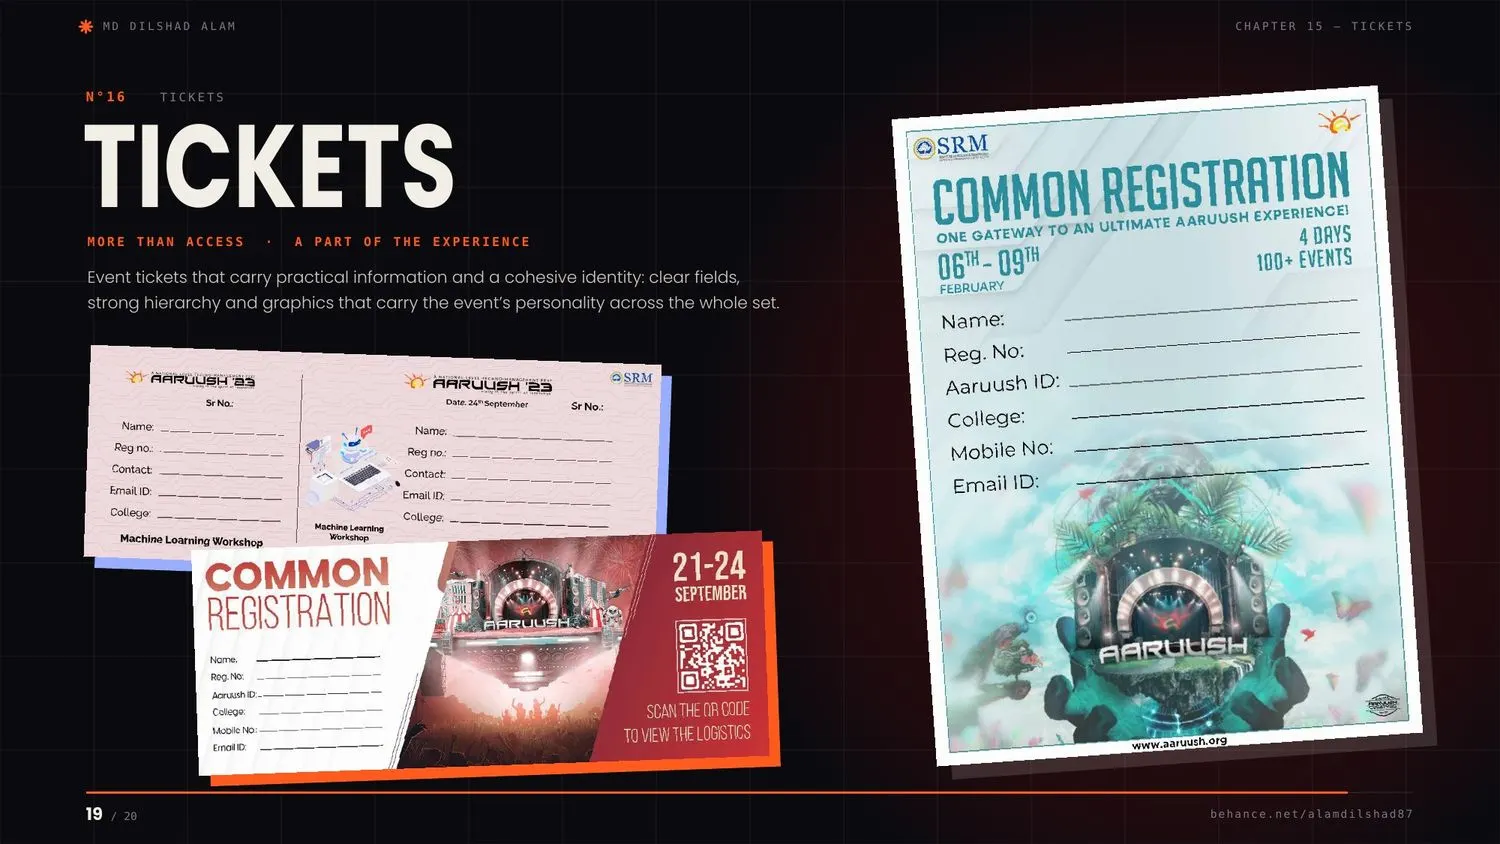 MD DILSHAD ALAM
CHAPTER 15 — TICKETS
N°16 TICKETS
TICKETS
MORE THAN ACCESS · A PART OF THE EXPERIENCE
Event tickets that carry practical information and a cohesive identity: clear fields,
strong hierarchy and graphics that carry the event's personality across the whole set.
AARUUSH '23
Sr No.:
Name:
Reg no.:
Contact:
Email ID:
College:
Machine Learning Workshop
Machine Learning
Workshop
AARUUSH '23
SRM
Date. 24th September
Sr No.:
Name:
Reg no.:
Contact:
Email ID:
College:
COMMON
REGISTRATION
Name.
Reg. No:
Aaruush ID:
College:
Mobile No:
Email ID:
AARUUSH
21-24
SEPTEMBER
SCAN THE QR CODE
TO VIEW THE LOGISTICS
SRM
COMMON REGISTRATION
ONE GATEWAY TO AN ULTIMATE AARUUSH EXPERIENCE!
06TH - 09TH
FEBRUARY
4 DAYS
100+ EVENTS
Name:
Reg. No:
Aaruush ID:
College:
Mobile No:
Email ID:
AARUUSH
www.aaruush.org
19 / 20
behance.net/alamdilshad87